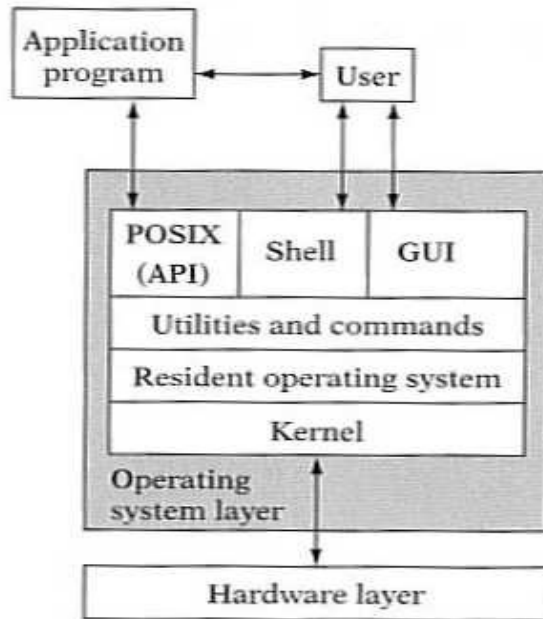 Application
program
User
POSIX
(API)
Shell
GUI
Utilities and commands
Resident operating system
Kernel
Operating
system layer
Hardware layer